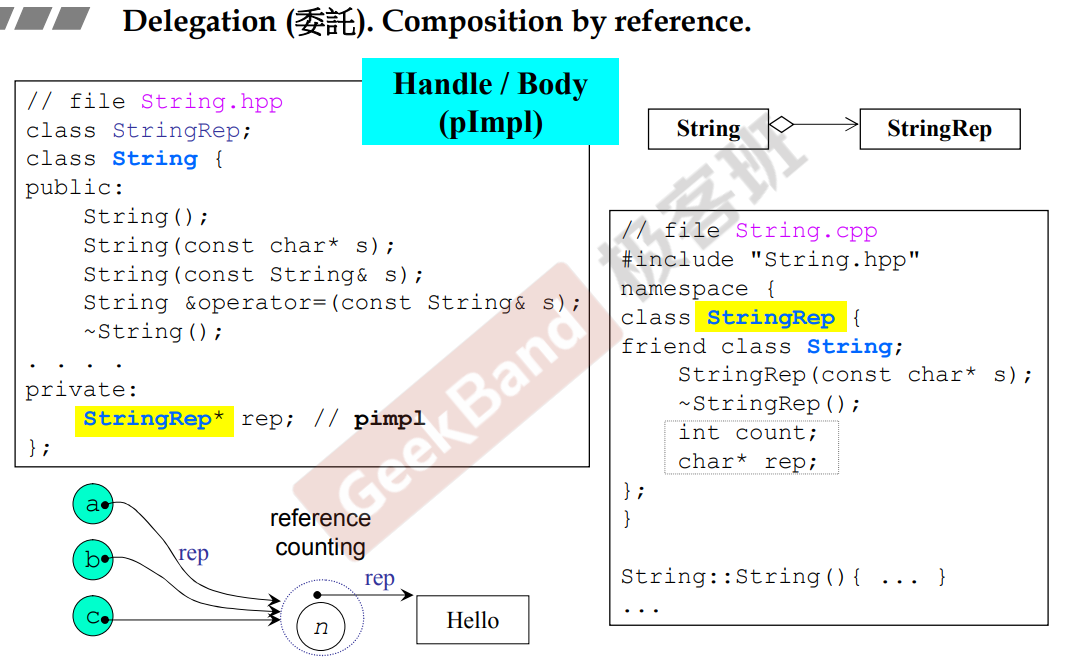 Delegation (委託). Composition by reference.
Handle / Body
(pImpl)
// file String.hpp
class StringRep;
class String {
public:
    String();
    String(const char* s);
    String(const String& s);
    String &operator=(const String& s);
    ~String();
. . . .
private:
    StringRep* rep; // pimpl
};
String
StringRep
// file String.cpp
#include "String.hpp"
namespace {
class StringRep {
friend class String;
    StringRep(const char* s);
    ~StringRep();
    int count;
    char* rep;
};
}
String::String(){ ... }
...
a
b
c
rep
reference
counting
rep
n
Hello
GeekBand 极客班